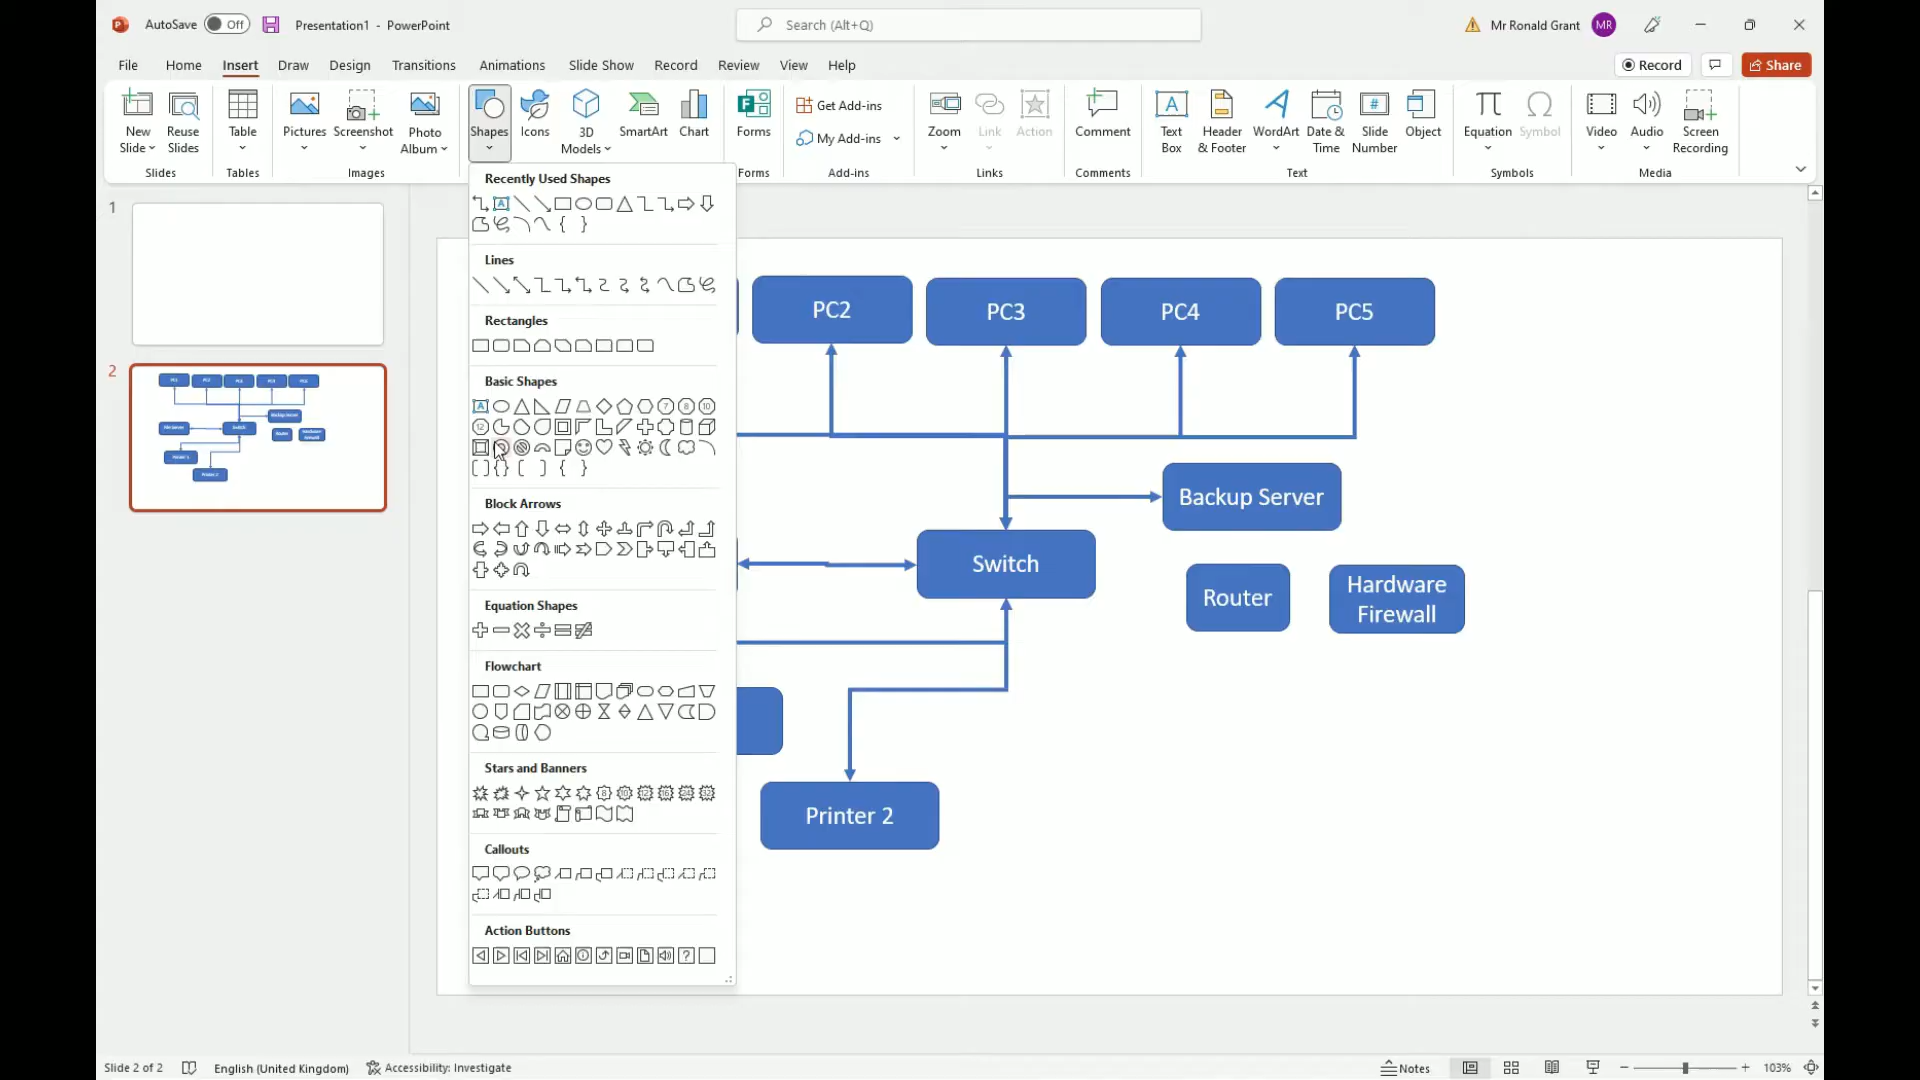 AutoSave Off Presentation1 - PowerPoint Search (Alt+Q) Mr Ronald Grant MR
File Home Insert Draw Design Transitions Animations Slide Show Record Review View Help Record Share
New Slide
Reuse Slides
Table
Pictures
Screenshot
Photo Album
Shapes
Icons
3D Models
SmartArt
Chart
Forms
Get Add-ins
My Add-ins
Zoom
Link
Action
Comment
Text Box
Header & Footer
WordArt
Date & Time
Slide Number
Object
Equation
Symbol
Video
Audio
Screen Recording
Slides Tables Images Forms Add-ins Links Comments Text Symbols Media
1
2
Recently Used Shapes
Lines
Rectangles
Basic Shapes
Block Arrows
Equation Shapes
Flowchart
Stars and Banners
Callouts
Action Buttons
PC2 PC3 PC4 PC5
Backup Server
Switch
Router
Hardware
Firewall
Printer 2
Slide 2 of 2 English (United Kingdom) Accessibility: Investigate Notes 103%